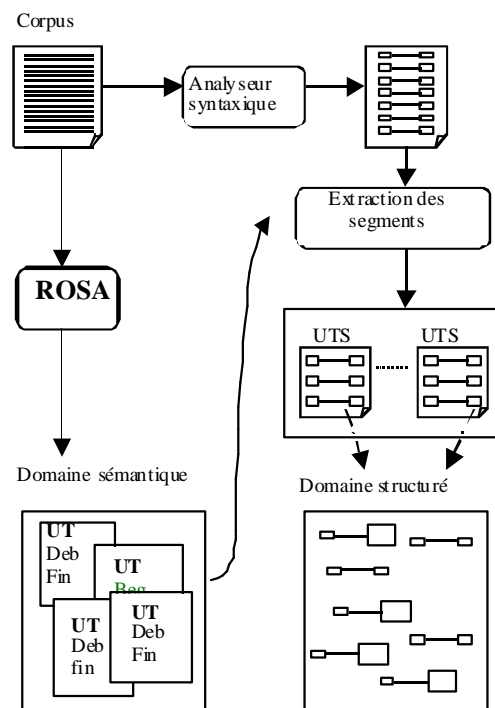 Corpus
Analyseur
syntaxique
Extraction des
segments
ROSA
UTS
UTS
Domaine sémantique
Domaine structuré
UT
Deb
Fin
UT
Beg
UT
Deb
fin
UT
Deb
Fin